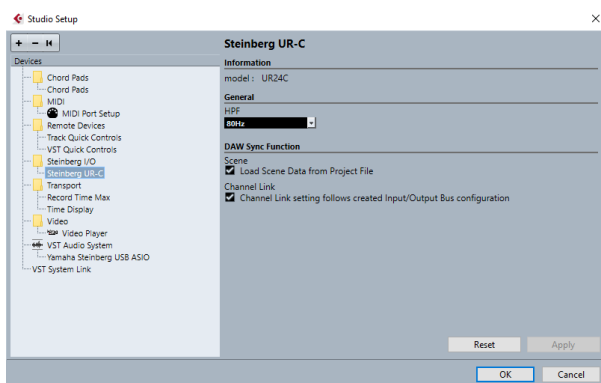 Studio Setup
Steinberg UR-C
Devices
Information
Chord Pads
model : UR24C
Chord Pads
MIDI
General
MIDI Port Setup
HPF
Remote Devices
80Hz
Track Quick Controls
VST Quick Controls
DAW Sync Function
Steinberg I/O
Scene
Steinberg UR-C
Load Scene Data from Project File
Transport
Channel Link
Record Time Max
Channel Link setting follows created Input/Output Bus configuration
Time Display
Video
Video Player
VST Audio System
Yamaha Steinberg USB ASIO
VST System Link
Reset Apply
OK Cancel